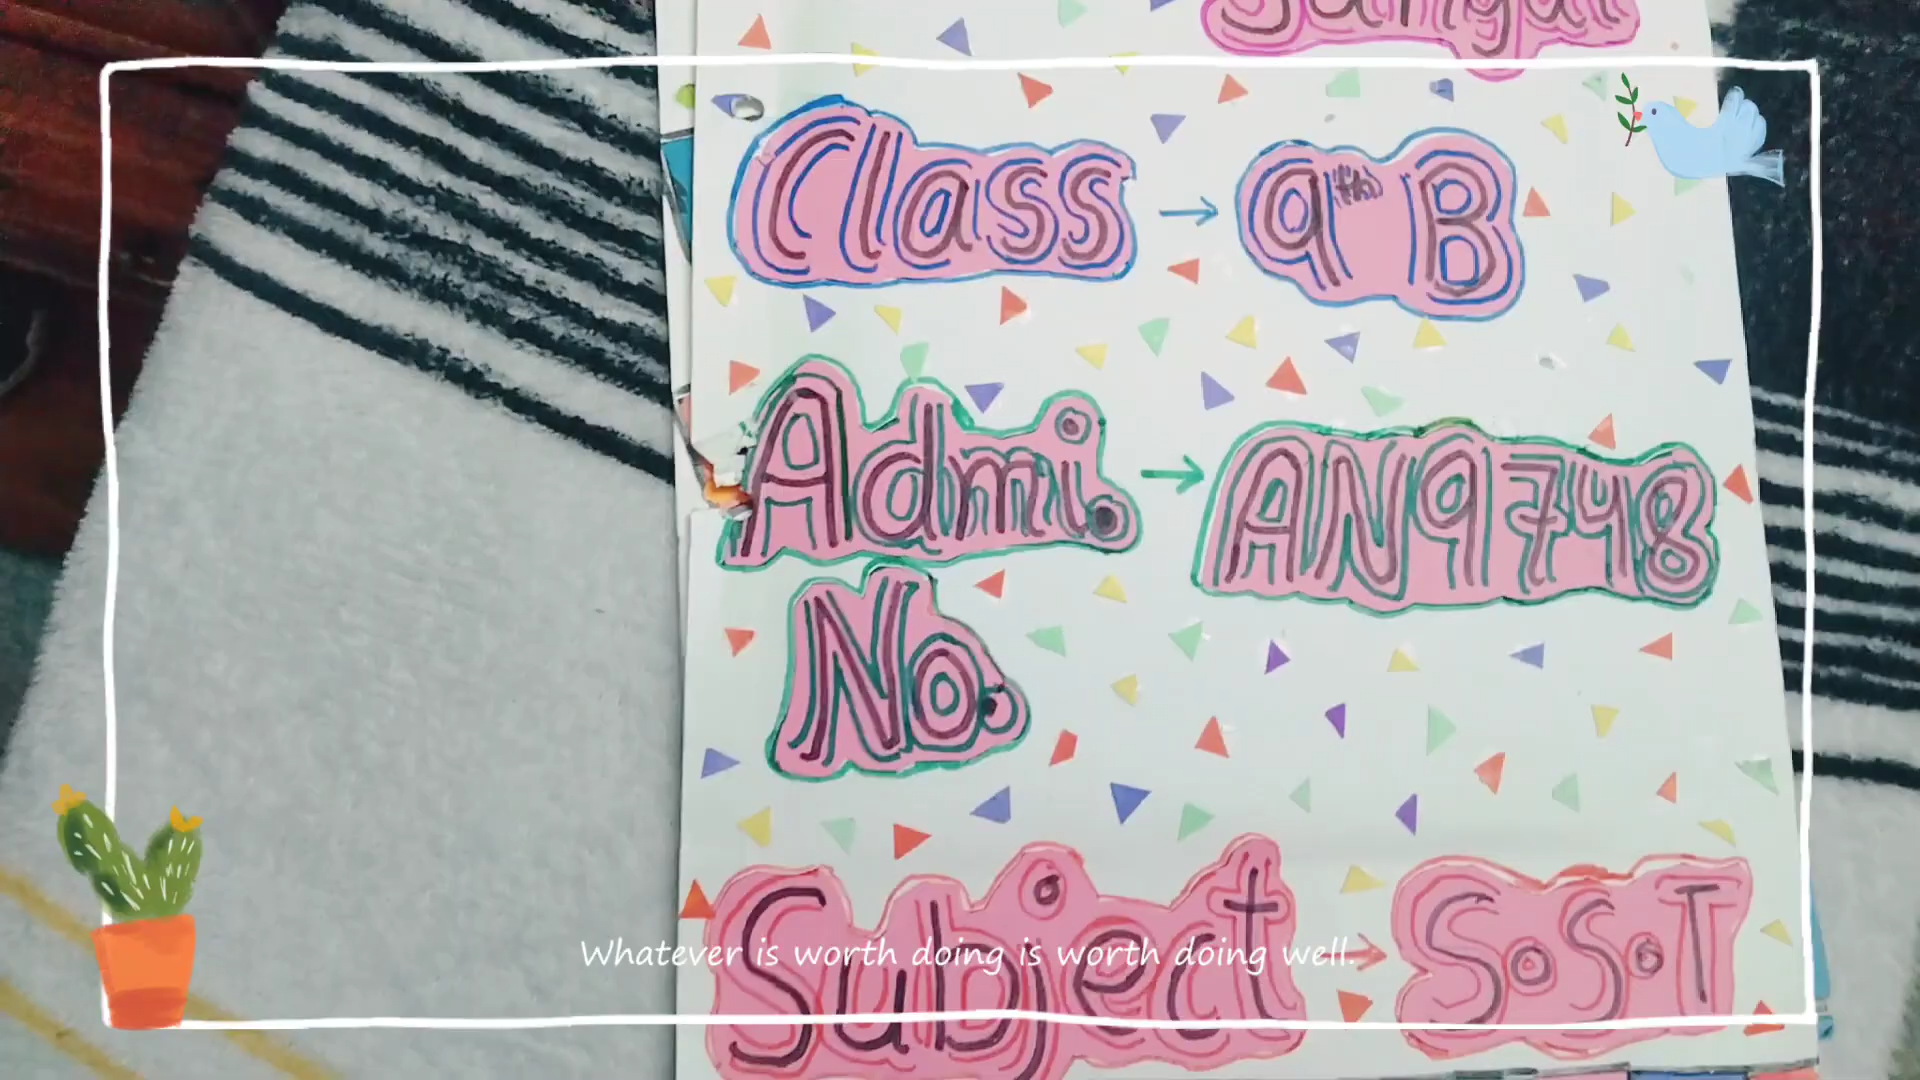 Class → 9th B
Admi. → AN9748
No.
Subject → S.S.T
Whatever is worth doing is worth doing well.